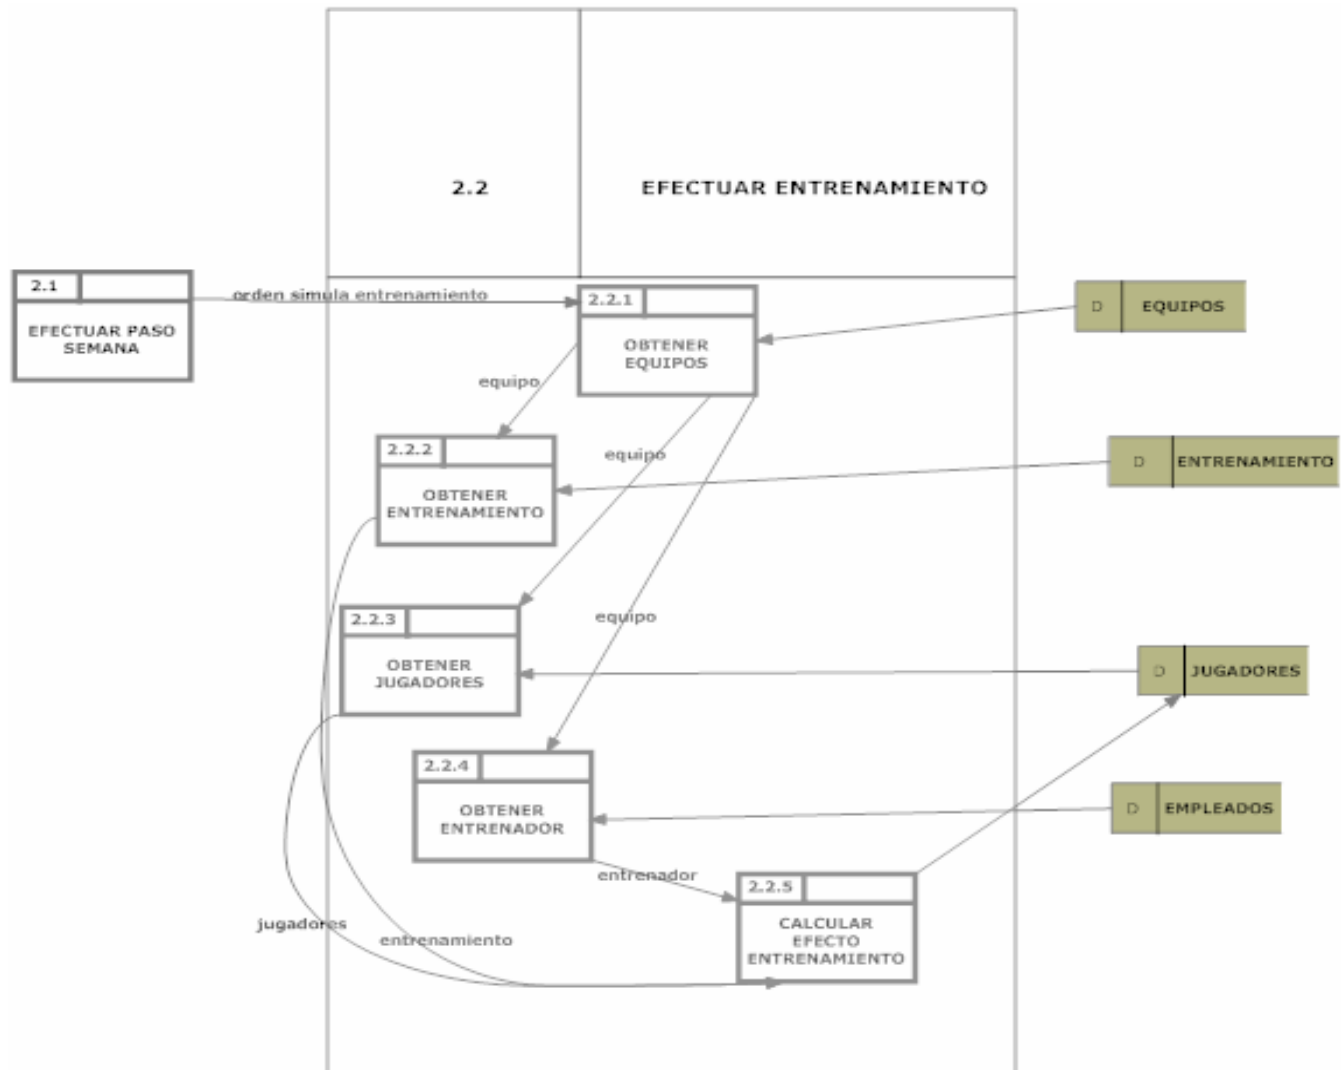 2.2
EFECTUAR ENTRENAMIENTO
2.1
EFECTUAR PASO
SEMANA
orden simula entrenamiento
2.2.1
OBTENER
EQUIPOS
D
EQUIPOS
equipo
2.2.2
OBTENER
ENTRENAMIENTO
equipo
D
ENTRENAMIENTO
2.2.3
OBTENER
JUGADORES
equipo
D
JUGADORES
2.2.4
OBTENER
ENTRENADOR
D
EMPLEADOS
entrenador
2.2.5
CALCULAR
EFECTO
ENTRENAMIENTO
jugadores
entrenamiento